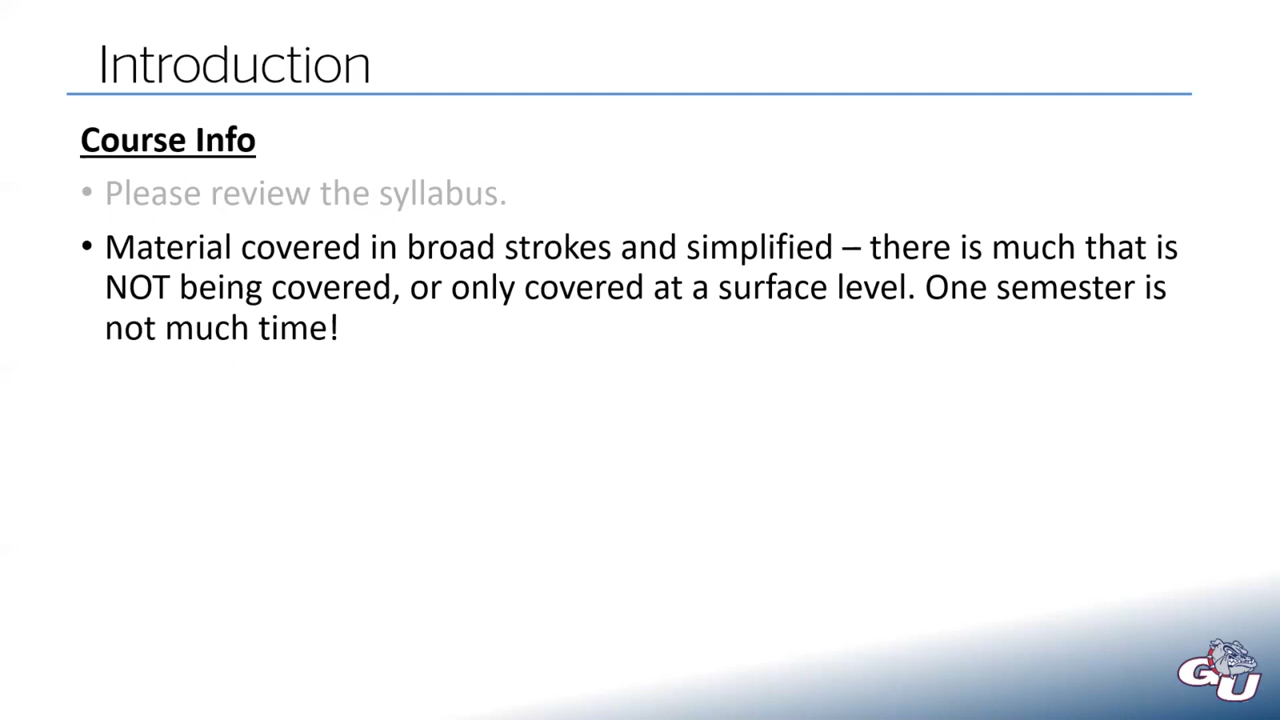 Introduction
Course Info
• Please review the syllabus.
• Material covered in broad strokes and simplified – there is much that is
NOT being covered, or only covered at a surface level. One semester is
not much time!
GU